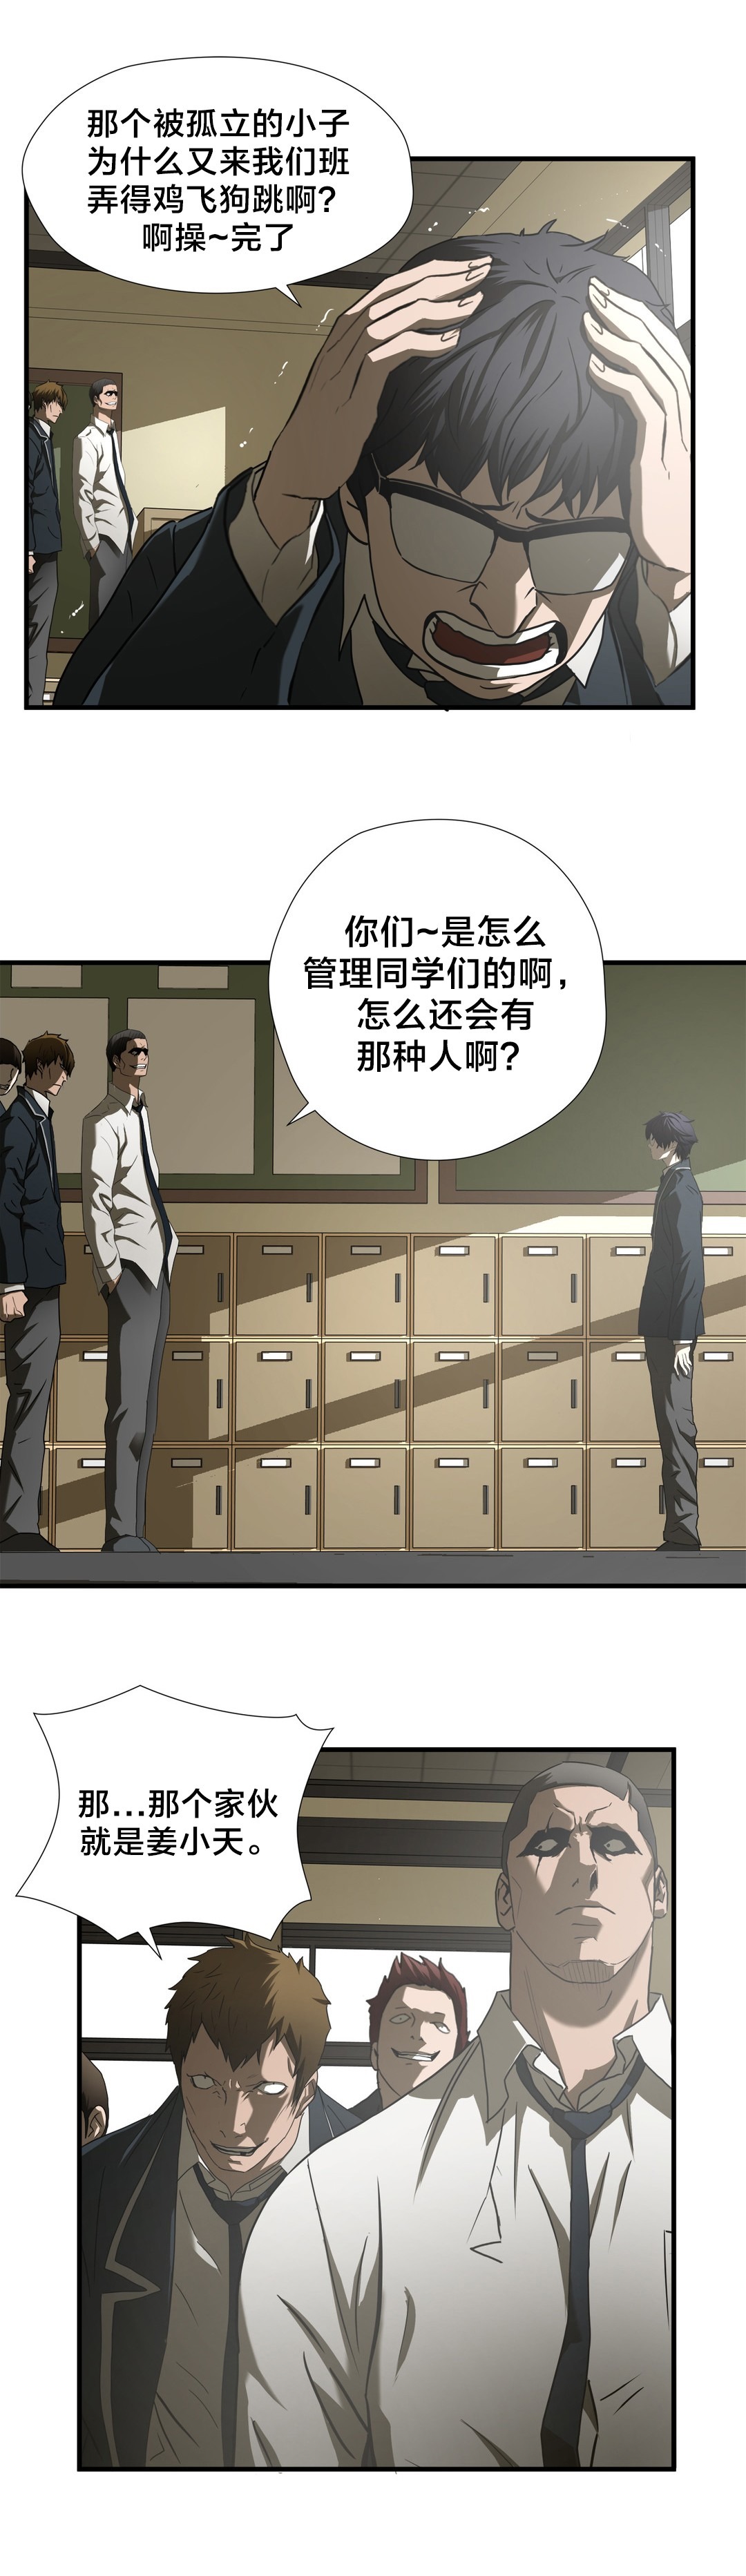 那个被孤立的小子
为什么又来我们班
弄得鸡飞狗跳啊?
啊操~完了
你们~是怎么
管理同学们的啊,
怎么还会有
那种人啊?
那...那个家伙
就是姜小天。